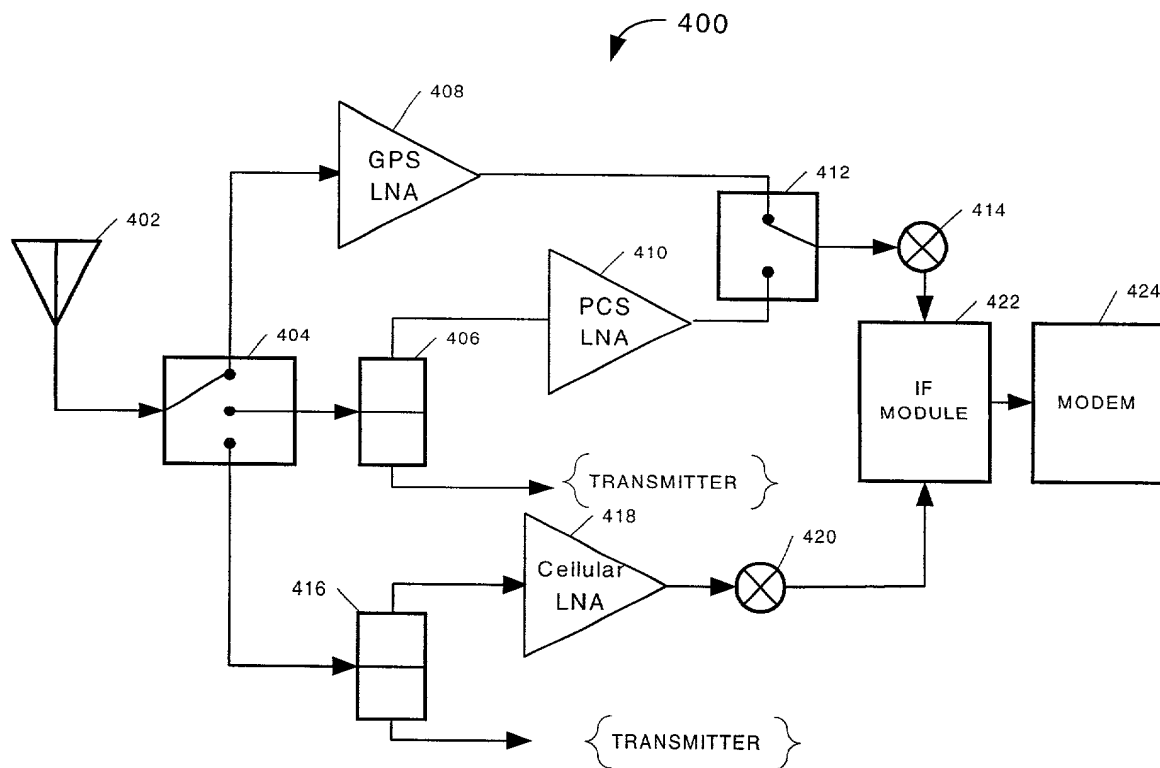 400
408
GPS
LNA
412
414
402
410
PCS
LNA
422
424
404
406
IF
MODULE
MODEM
{TRANSMITTER}
418
420
Cellular
LNA
416
{TRANSMITTER}